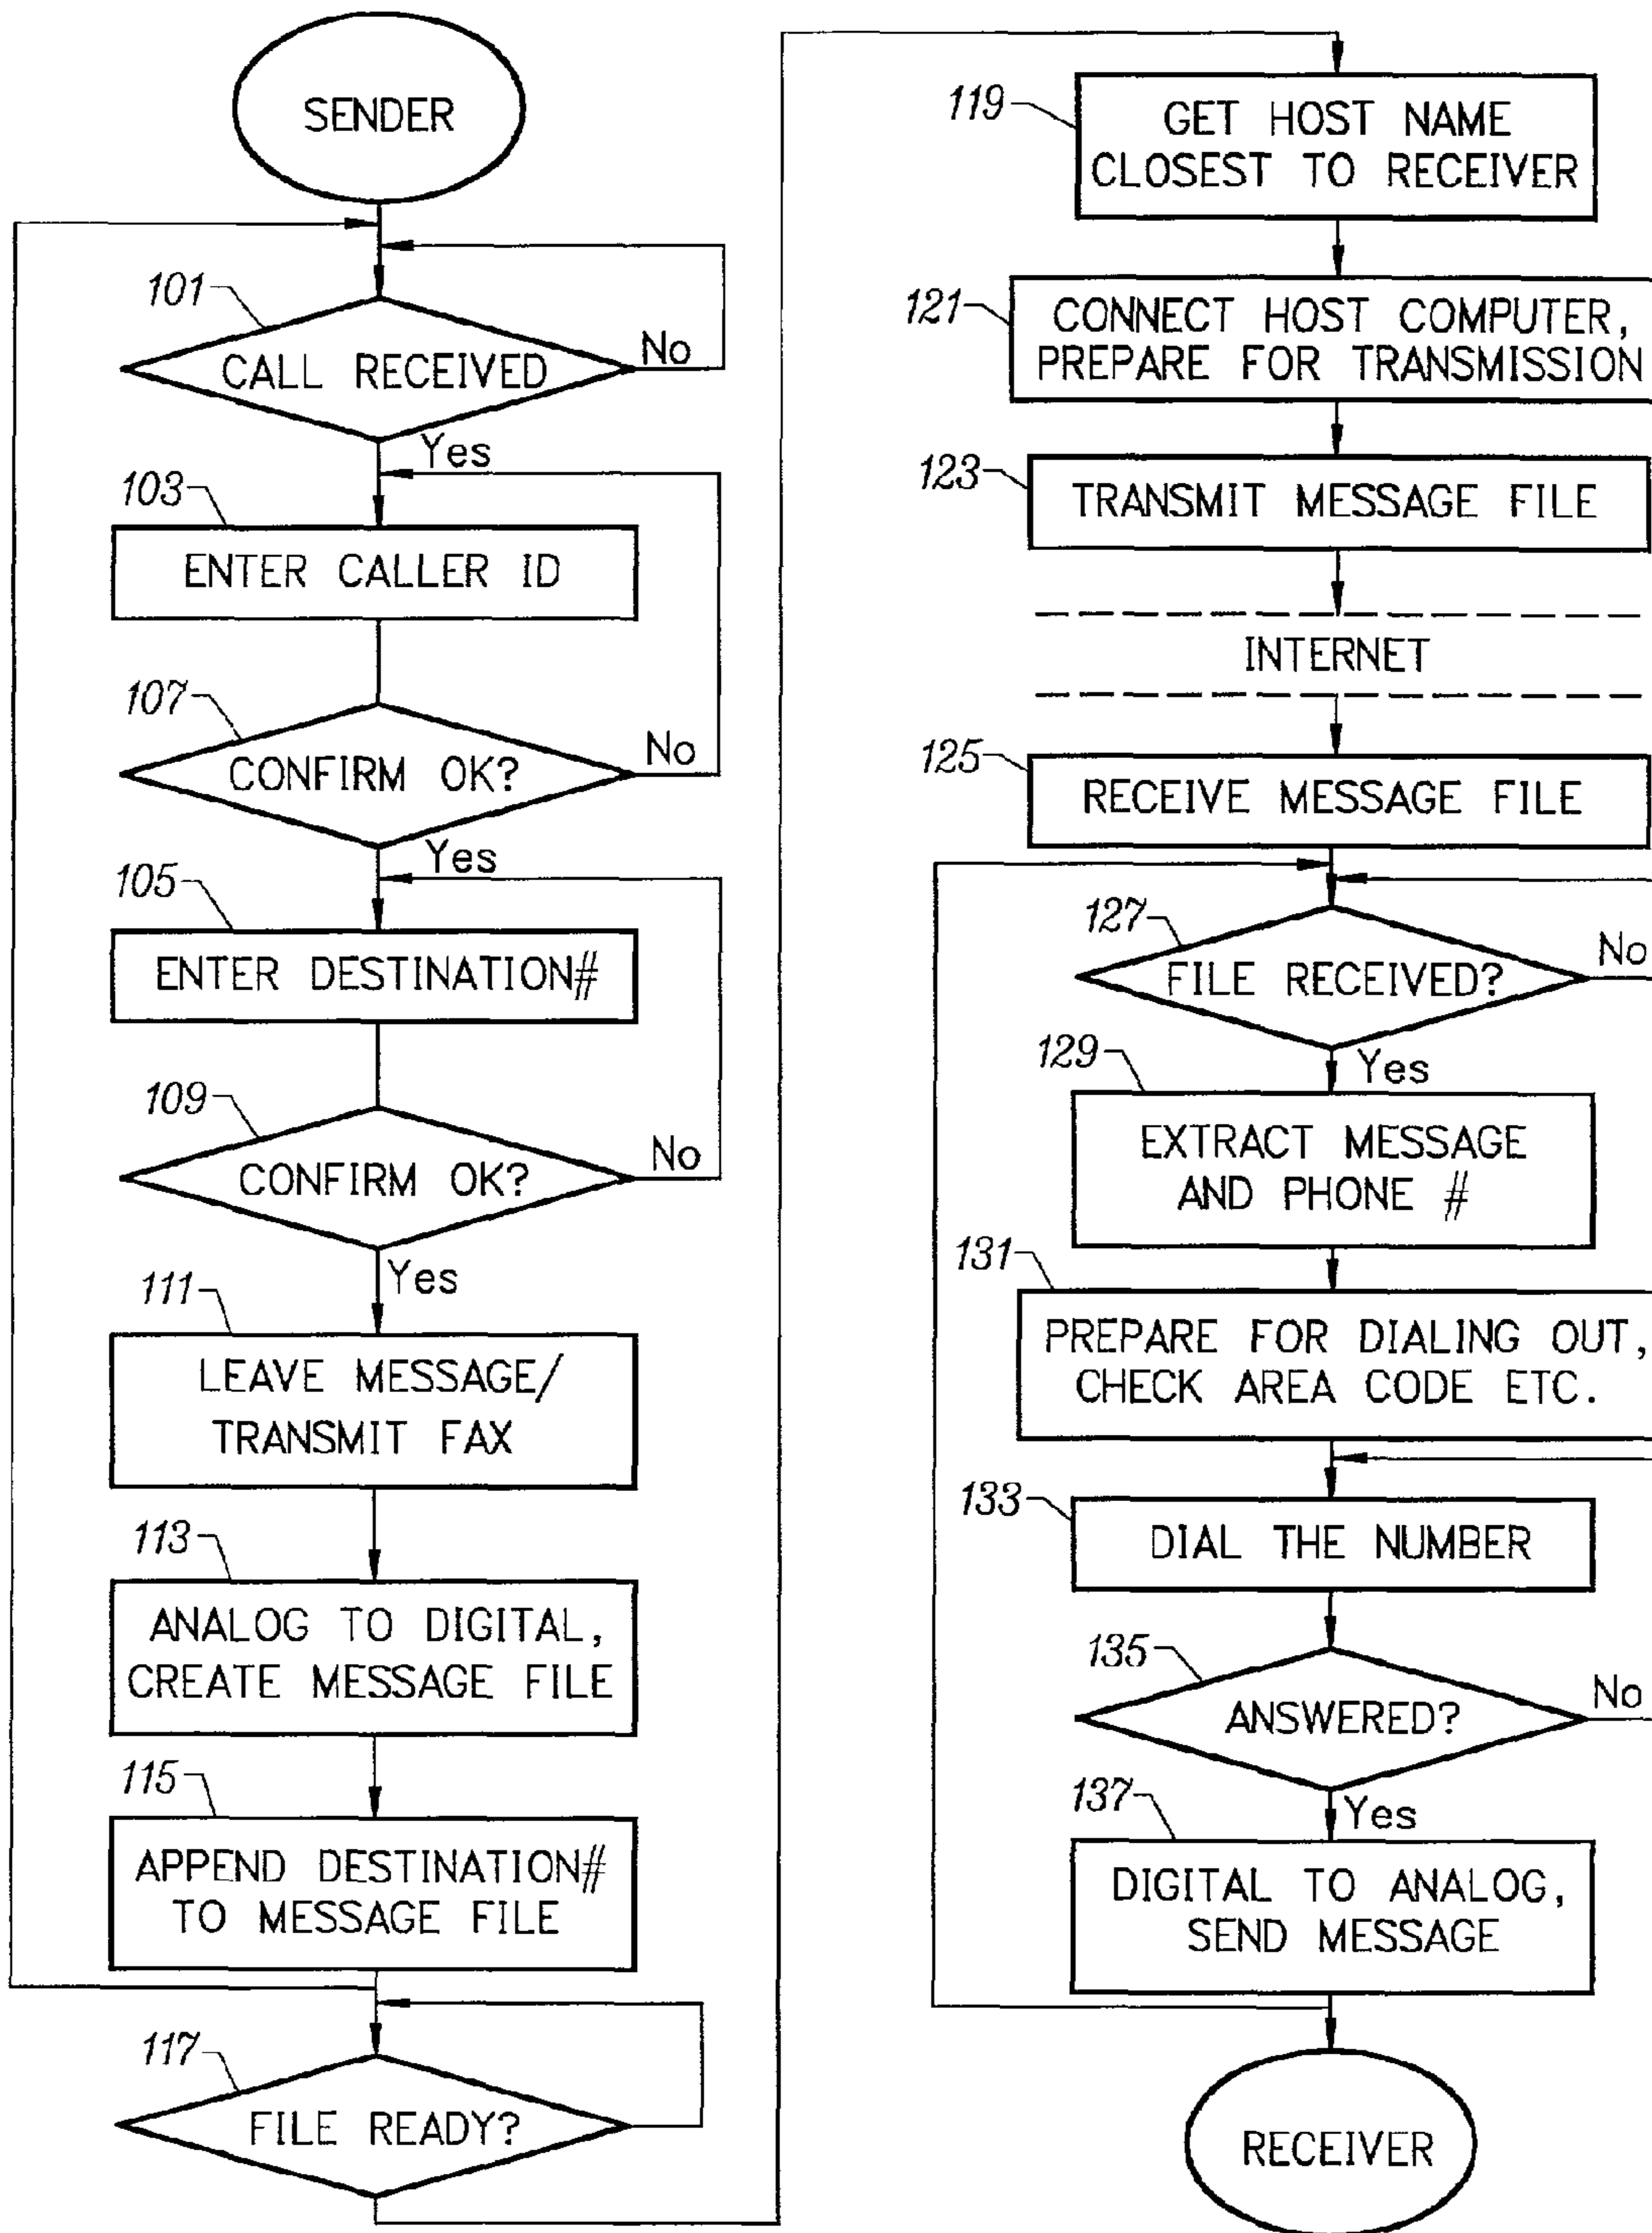 SENDER
101
CALL RECEIVED
No
Yes
103
ENTER CALLER ID
107
CONFIRM OK?
No
Yes
105
ENTER DESTINATION#
109
CONFIRM OK?
No
Yes
111
LEAVE MESSAGE/
TRANSMIT FAX
113
ANALOG TO DIGITAL,
CREATE MESSAGE FILE
115
APPEND DESTINATION#
TO MESSAGE FILE
117
FILE READY?
119
GET HOST NAME
CLOSEST TO RECEIVER
121
CONNECT HOST COMPUTER,
PREPARE FOR TRANSMISSION
123
TRANSMIT MESSAGE FILE
INTERNET
125
RECEIVE MESSAGE FILE
127
FILE RECEIVED?
No
Yes
129
EXTRACT MESSAGE
AND PHONE #
131
PREPARE FOR DIALING OUT,
CHECK AREA CODE ETC.
133
DIAL THE NUMBER
135
ANSWERED?
No
Yes
137
DIGITAL TO ANALOG,
SEND MESSAGE
RECEIVER